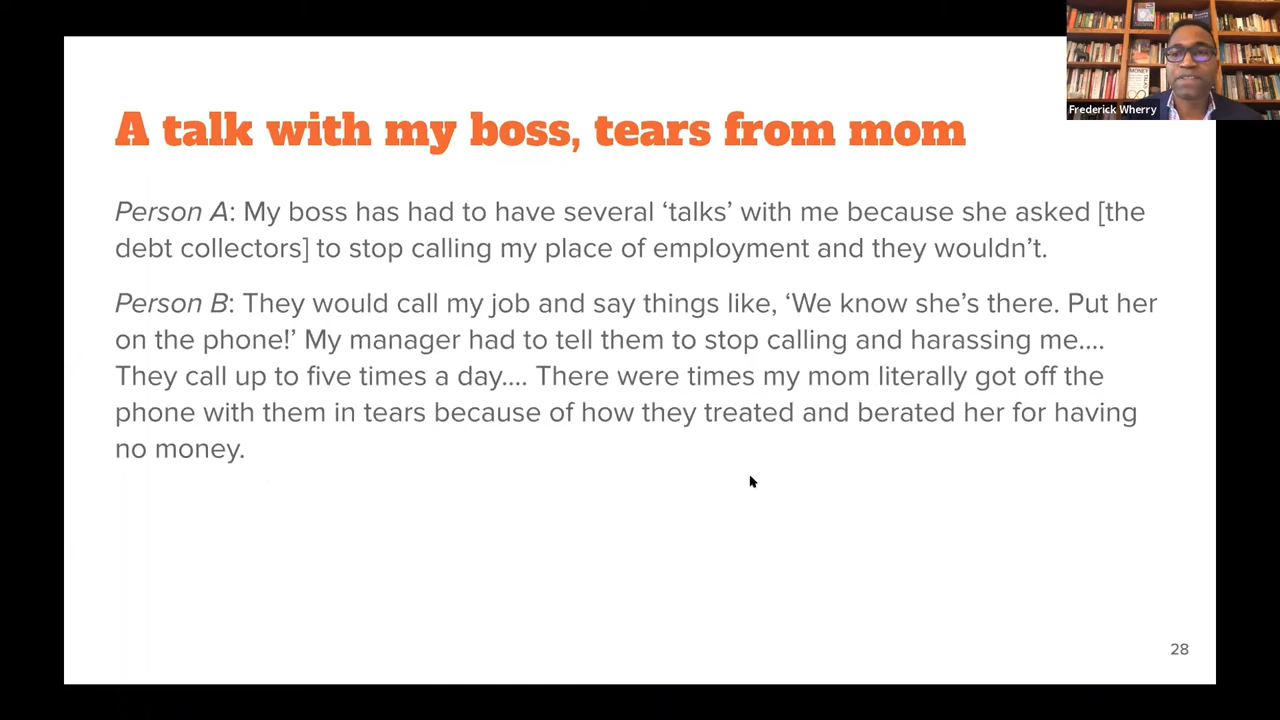 Frederick Wherry
A talk with my boss, tears from mom
Person A: My boss has had to have several ‘talks’ with me because she asked [the
debt collectors] to stop calling my place of employment and they wouldn’t.
Person B: They would call my job and say things like, ‘We know she’s there. Put her
on the phone!’ My manager had to tell them to stop calling and harassing me....
They call up to five times a day.... There were times my mom literally got off the
phone with them in tears because of how they treated and berated her for having
no money.
28